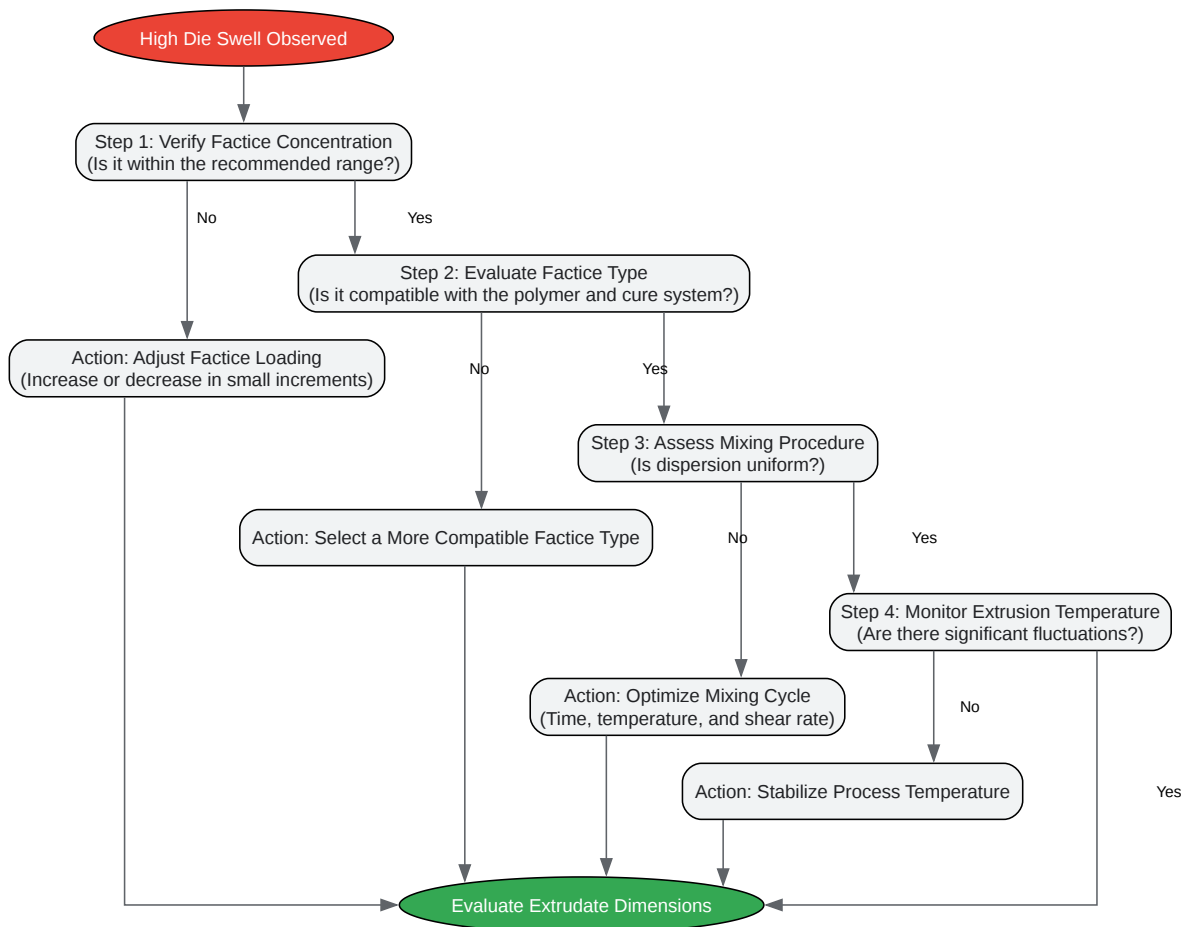 High Die Swell Observed
Step 1: Verify Factice Concentration
(Is it within the recommended range?)
No
Yes
Step 2: Evaluate Factice Type
(Is it compatible with the polymer and cure system?)
Action: Adjust Factice Loading
(Increase or decrease in small increments)
No
Yes
Step 3: Assess Mixing Procedure
(Is dispersion uniform?)
Action: Select a More Compatible Factice Type
No
Yes
Step 4: Monitor Extrusion Temperature
(Are there significant fluctuations?)
Action: Optimize Mixing Cycle
(Time, temperature, and shear rate)
No
Action: Stabilize Process Temperature
Yes
Evaluate Extrudate Dimensions